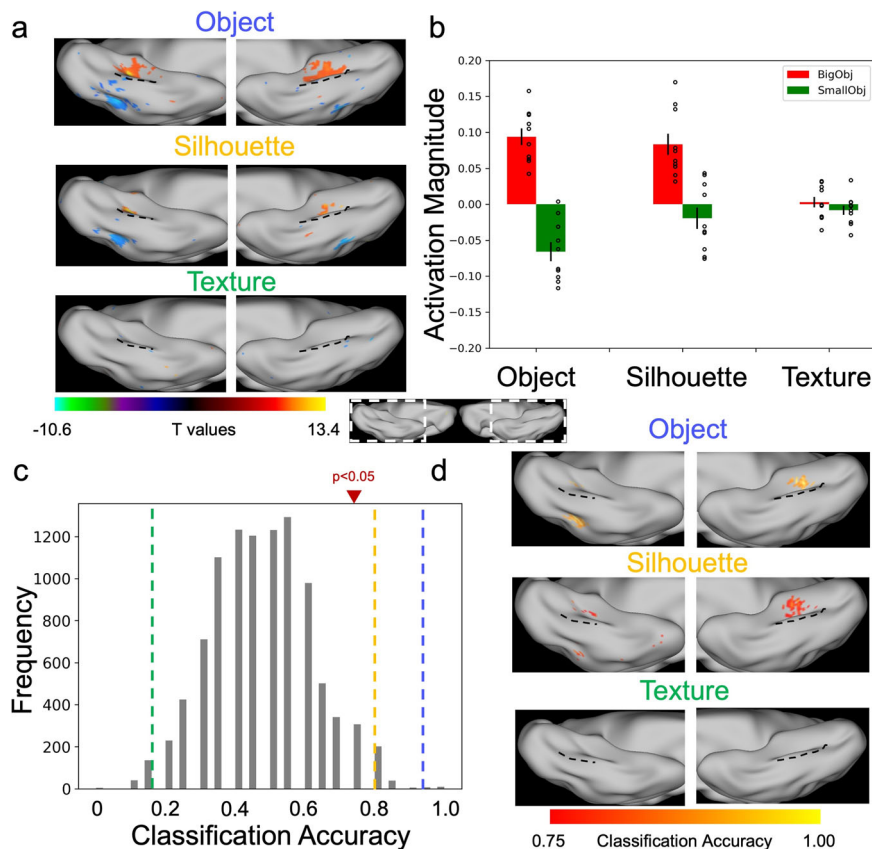 a
Object
Silhouette
Texture
-10.6 T values 13.4
b
Activation Magnitude
0.20
0.15
0.10
0.05
0.00
-0.05
-0.10
-0.15
-0.20
BigObj
SmallObj
Object Silhouette Texture
c
p<0.05
Frequency
1200
1000
800
600
400
200
0
0 0.2 0.4 0.6 0.8 1.0
Classification Accuracy
d
Object
Silhouette
Texture
0.75 Classification Accuracy 1.00